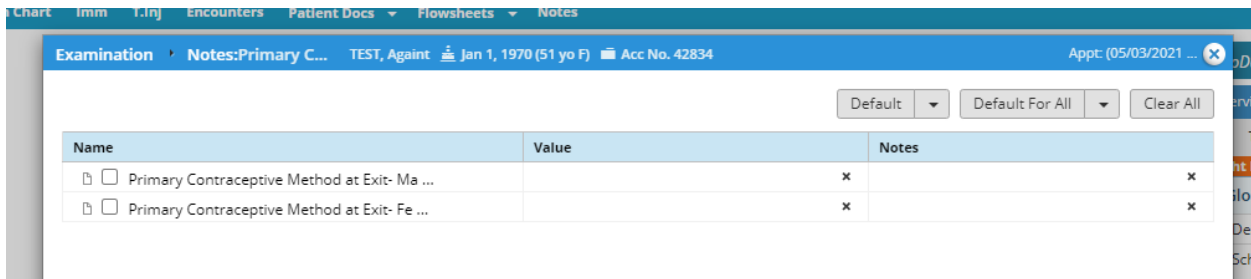 Chart Imm T.Inj Encounters Patient Docs Flowsheets Notes
Examination Notes:Primary C... TEST, Againt Jan 1, 1970 (51 yo F) Acc No. 42834 Appt: (05/03/2021 ...
Default Default For All Clear All
Name Value Notes
Primary Contraceptive Method at Exit- Ma ...
Primary Contraceptive Method at Exit- Fe ...